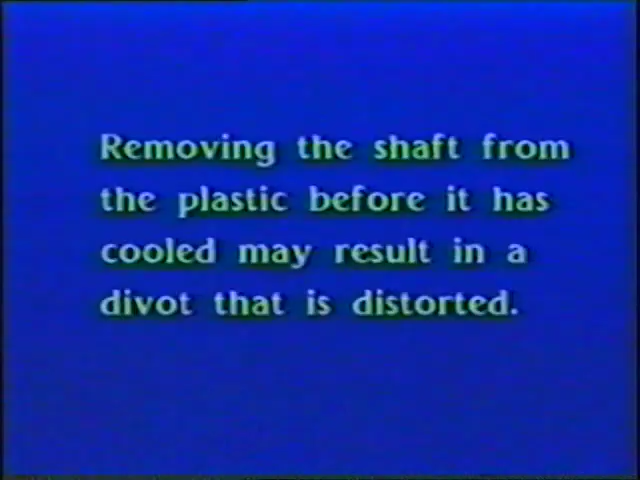 Removing the shaft from
the plastic before it has
cooled may result in a
divot that is distorted.